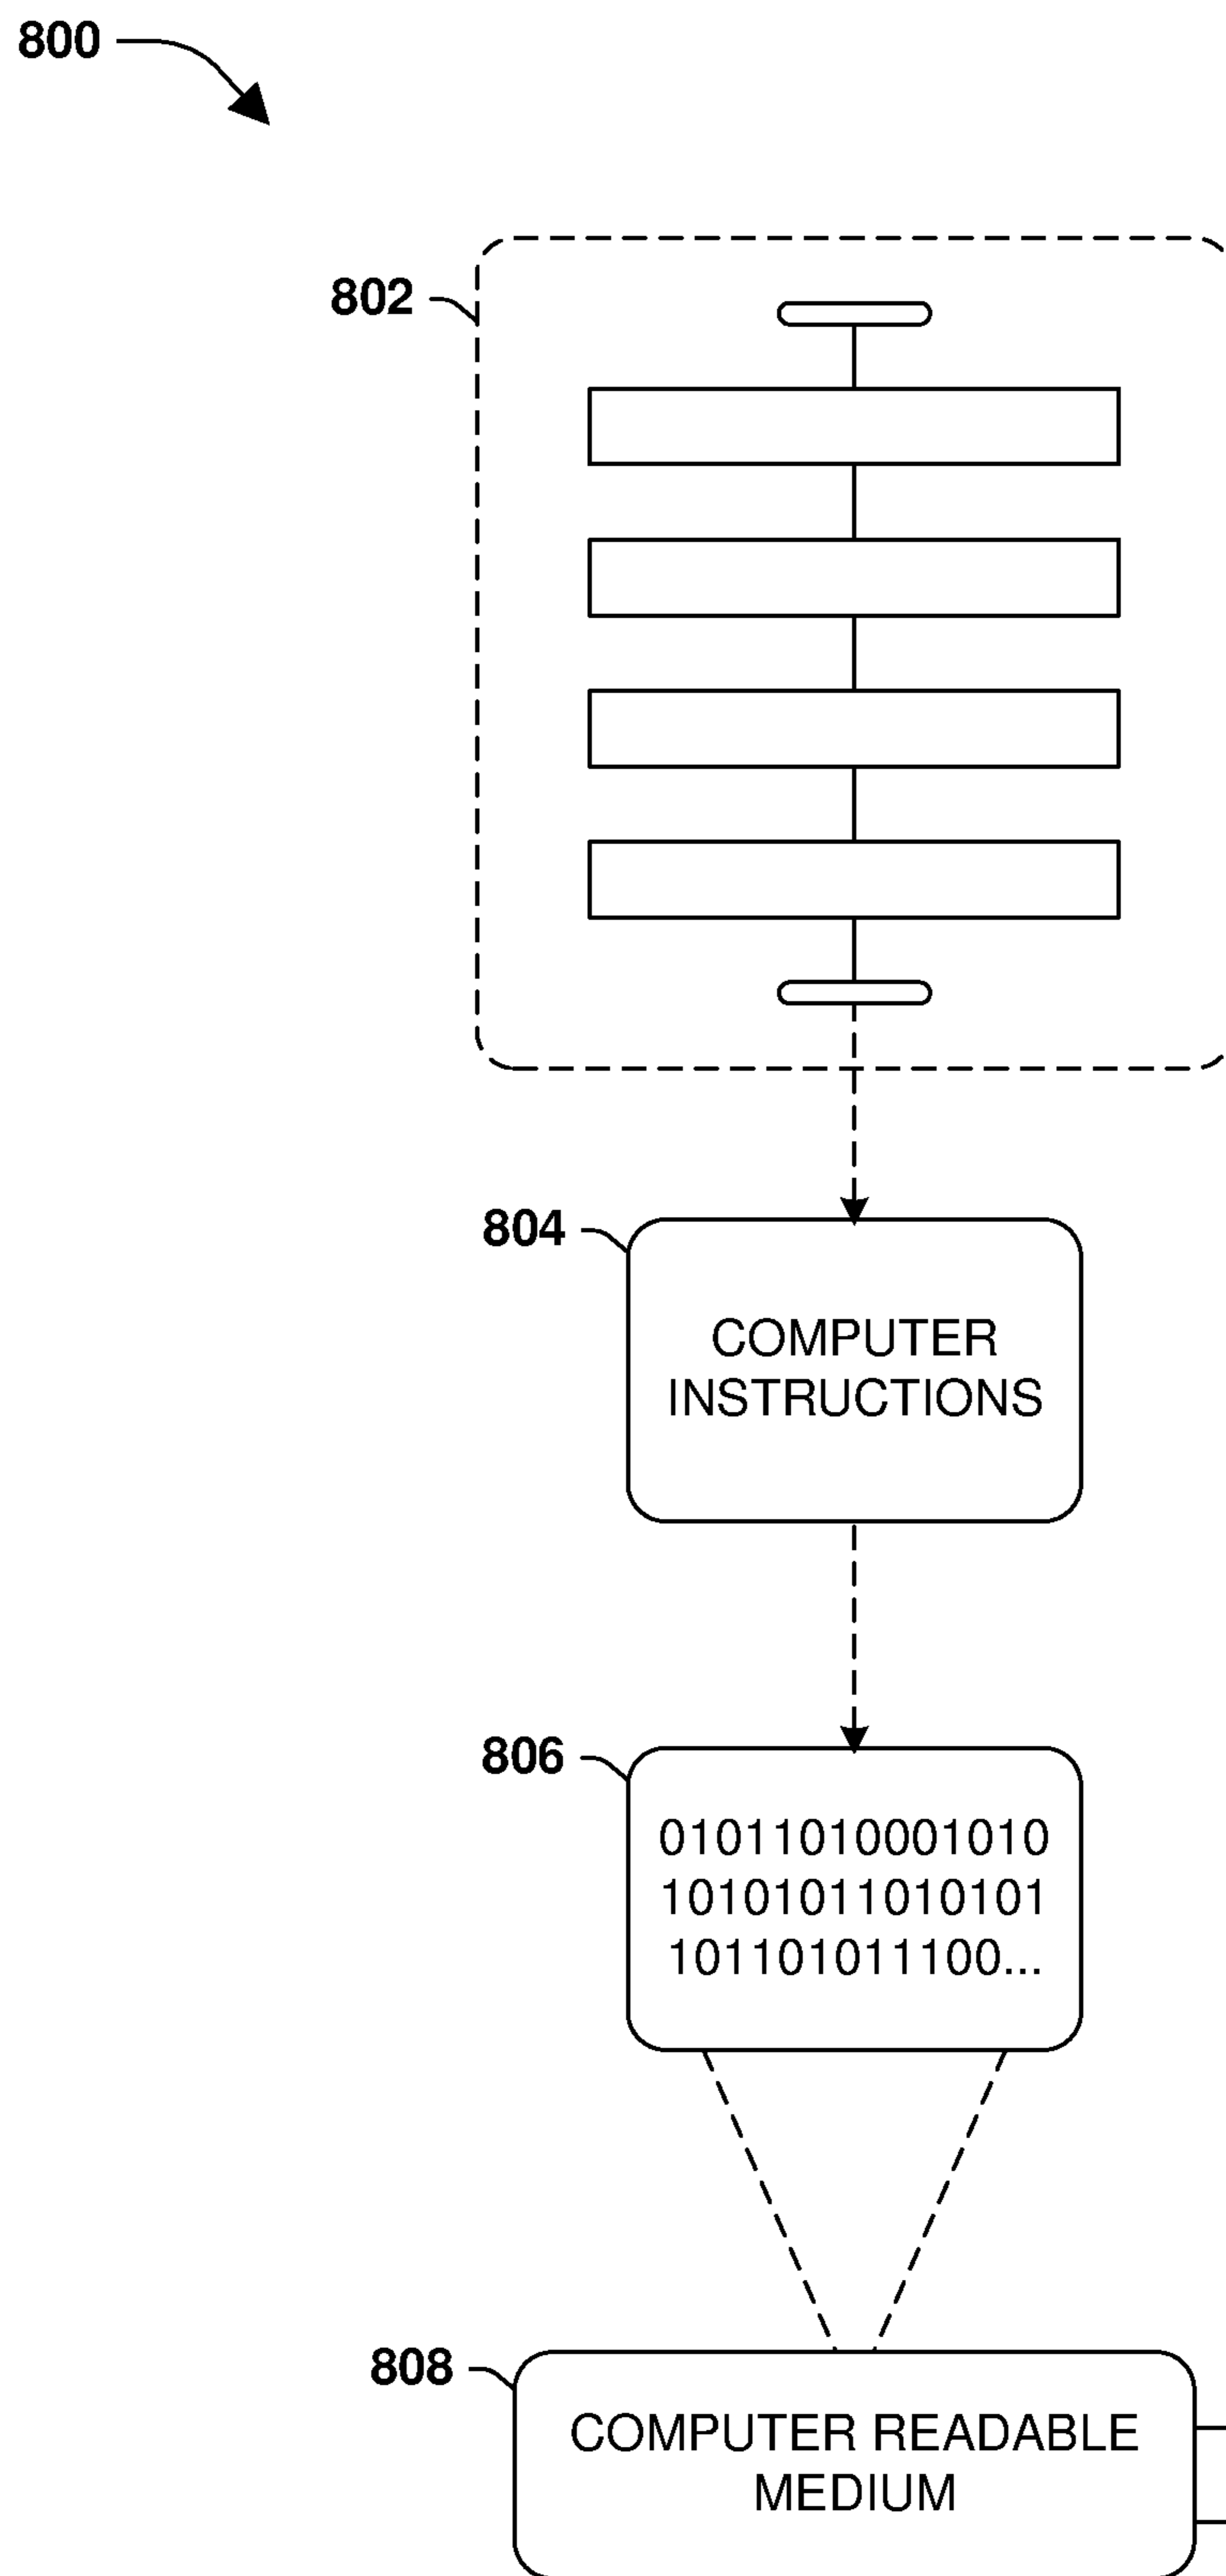 800
802
804
COMPUTER
INSTRUCTIONS
806
01011010001010
10101011010101
101101011100...
808
COMPUTER READABLE
MEDIUM